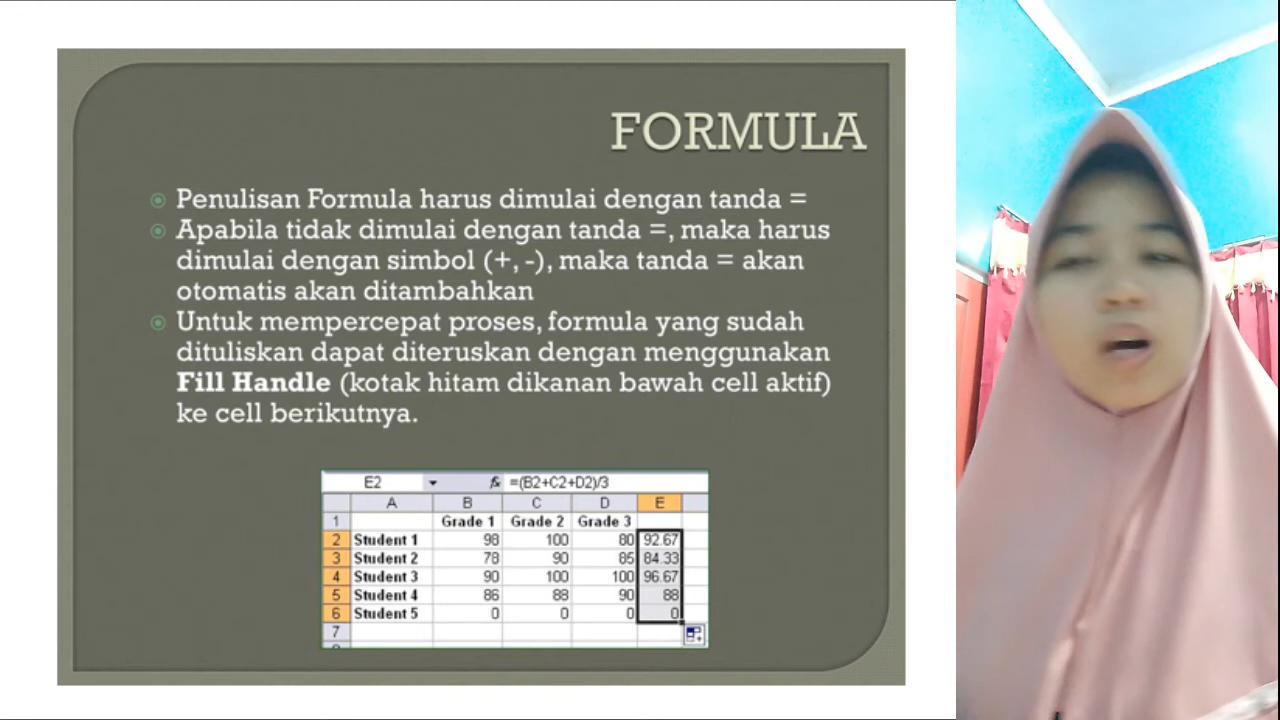 FORMULA
Penulisan Formula harus dimulai dengan tanda =
Apabila tidak dimulai dengan tanda =, maka harus
dimulai dengan simbol (+, -), maka tanda = akan
otomatis akan ditambahkan
Untuk mempercepat proses, formula yang sudah
dituliskan dapat diteruskan dengan menggunakan
Fill Handle (kotak hitam dikanan bawah cell aktif)
ke cell berikutnya.
E2 fx =(B2+C2+D2)/3
A B C D E
1 Grade 1 Grade 2 Grade 3
2 Student 1 98 100 80 92.67
3 Student 2 78 90 85 84.33
4 Student 3 90 100 100 96.67
5 Student 4 86 88 90 88
6 Student 5 0 0 0 0
7